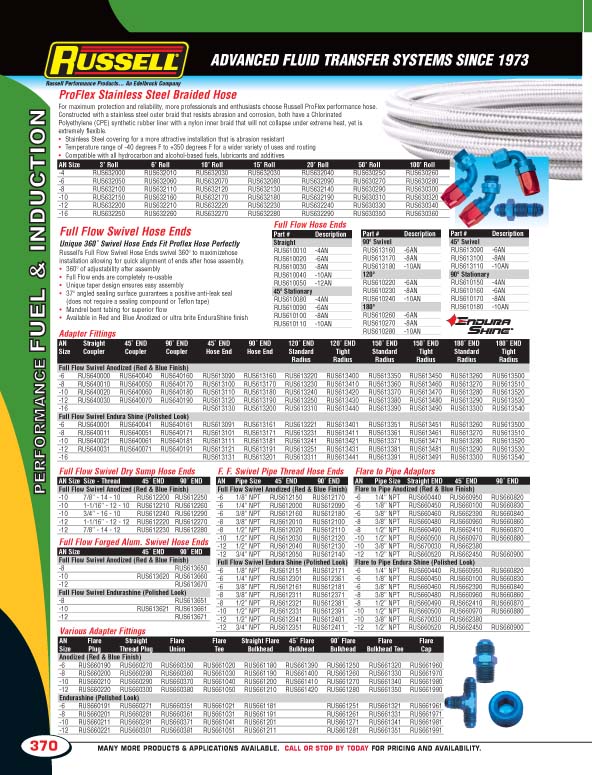 RUSSELL
Russell Performance Products... An Edelbrock Company
ADVANCED FLUID TRANSFER SYSTEMS SINCE 1973
PERFORMANCE FUEL & INDUCTION
ProFlex Stainless Steel Braided Hose
For maximum protection and reliability, more professionals and enthusiasts choose Russell ProFlex performance hose.
Constructed with a stainless steel outer braid that resists abrasion and corrosion, both have a Chlorinated
Polyethylene (CPE) synthetic rubber liner with a nylon inner braid that will not collapse under extreme heat, yet is
extremely flexible.
• Stainless Steel covering for a more attractive installation that is abrasion resistant
• Temperature range of -40 degrees F to +350 degrees F for a wider variety of uses and routing
• Compatible with all hydrocarbon and alcohol-based fuels, lubricants and additives
AN Size 3' Roll 6' Roll 10' Roll 15' Roll 20' Roll 50' Roll 100' Roll
-4 RUS632000 RUS632010 RUS632030 RUS632030 RUS632040 RUS630250 RUS630260
-6 RUS632050 RUS632060 RUS632070 RUS632080 RUS632090 RUS630270 RUS630280
-8 RUS632100 RUS632110 RUS632120 RUS632130 RUS632140 RUS630290 RUS630300
-10 RUS632150 RUS632160 RUS632170 RUS632180 RUS632190 RUS630310 RUS630320
-12 RUS632200 RUS632210 RUS632220 RUS632230 RUS632240 RUS630330 RUS630340
-16 RUS632250 RUS632260 RUS632270 RUS632280 RUS632290 RUS630350 RUS630360
Full Flow Swivel Hose Ends
Unique 360˚ Swivel Hose Ends Fit Proflex Hose Perfectly
Russell's Full Flow Swivel Hose Ends swivel 360˚ to maximizehose
installation allowing for quick alignment of ends after hose assembly.
• 360˚ of adjustability after assembly
• Full Flow ends are completely re-usable
• Unique taper design ensures easy assembly
• 37˚ angled sealing surface guarantees a positive anti-leak seal
(does not require a sealing compound or Teflon tape)
• Mandrel bent tubing for superior flow
• Available in Red and Blue Anodized or ultra brite EnduraShine finish
Full Flow Hose Ends
Part # Description
Straight
RUS610010 -4AN
RUS610020 -6AN
RUS610030 -8AN
RUS610040 -10AN
RUS610050 -12AN
45˚ Stationary
RUS610080 -4AN
RUS610090 -6AN
RUS610100 -8AN
RUS610110 -10AN
Part # Description
90˚ Swivel
RUS613160 -6AN
RUS613170 -8AN
RUS613180 -10AN
120˚
RUS610220 -6AN
RUS610230 -8AN
RUS610240 -10AN
180˚
RUS610260 -6AN
RUS610270 -8AN
RUS610280 -10AN
Part # Description
45˚ Swivel
RUS613090 -6AN
RUS613100 -8AN
RUS613110 -10AN
90˚ Stationary
RUS610150 -4AN
RUS610160 -6AN
RUS610170 -8AN
RUS610180 -10AN
ENDURA SHINE
Adapter Fittings
AN Straight 45˚ END 90˚ END 45˚ END 90˚ END 120˚ END 120˚ END 150˚ END 150˚ END 180˚ END 180˚ END
Size Coupler Coupler Coupler Hose End Hose End Standard Tight Standard Tight Standard Tight
Radius Radius Radius Radius Radius Radius
Full Flow Swivel Anodized (Red & Blue Finish)
-6 RUS640000 RUS640040 RUS640160 RUS613090 RUS613160 RUS613220 RUS613400 RUS613350 RUS613450 RUS613260 RUS613500
-8 RUS640010 RUS640050 RUS640170 RUS613100 RUS613170 RUS613230 RUS613410 RUS613360 RUS613460 RUS613270 RUS613510
-10 RUS640020 RUS640060 RUS640180 RUS613110 RUS613180 RUS613240 RUS613420 RUS613370 RUS613470 RUS613280 RUS613520
-12 RUS640030 RUS640070 RUS640190 RUS613120 RUS613190 RUS613250 RUS613430 RUS613380 RUS613480 RUS613290 RUS613530
-16 RUS613130 RUS613200 RUS613310 RUS613440 RUS613390 RUS613490 RUS613300 RUS613540
Full Flow Swivel Endura Shine (Polished Look)
-6 RUS640001 RUS640041 RUS640161 RUS613091 RUS613161 RUS613221 RUS613401 RUS613351 RUS613451 RUS613260 RUS613500
-8 RUS640011 RUS640051 RUS640171 RUS613101 RUS613171 RUS613231 RUS613411 RUS613361 RUS613461 RUS613270 RUS613510
-10 RUS640021 RUS640061 RUS640181 RUS613111 RUS613181 RUS613241 RUS613421 RUS613371 RUS613471 RUS613280 RUS613520
-12 RUS640031 RUS640071 RUS640191 RUS613121 RUS613191 RUS613251 RUS613431 RUS613381 RUS613481 RUS613290 RUS613530
-16 RUS613131 RUS613201 RUS613311 RUS613441 RUS613391 RUS613491 RUS613300 RUS613540
Full Flow Swivel Dry Sump Hose Ends
AN Size Size - Thread 45˚ END 90˚ END
Full Flow Swivel Anodized (Red & Blue Finish)
-10 7/8" - 14 - 10 RUS612200 RUS612250
-10 1-1/16" - 12 - 10 RUS612210 RUS612260
-12 3/4" - 16 - 10 RUS612240 RUS612290
-12 1-1/16" - 12 - 12 RUS612220 RUS612270
-12 7/8" - 14 - 12 RUS612230 RUS612280
Full Flow Forged Alum. Swivel Hose Ends
AN Size 45˚ END 90˚ END
Full Flow Swivel Anodized (Red & Blue Finish)
-8 RUS613650
-10 RUS613620 RUS613660
-12 RUS613670
Full Flow Swivel Endurashine (Polished Look)
-8 RUS613651
-10 RUS613621 RUS613661
-12 RUS613671
F. F. Swivel Pipe Thread Hose Ends
AN Pipe Size 45˚ END 90˚ END
Full Flow Swivel Anodized (Red & Blue Finish)
-6 1/8" NPT RUS612150 RUS612170
-6 1/4" NPT RUS612000 RUS612090
-6 3/8" NPT RUS612160 RUS612180
-8 3/8" NPT RUS612010 RUS612100
-8 1/2" NPT RUS612020 RUS612110
-10 1/2" NPT RUS612030 RUS612120
-12 1/2" NPT RUS612040 RUS612130
-12 3/4" NPT RUS612050 RUS612140
Full Flow Swivel Endura Shine (Polished Look)
-6 1/8" NPT RUS612151 RUS612171
-6 1/4" NPT RUS612301 RUS612361
-6 3/8" NPT RUS612161 RUS612181
-8 3/8" NPT RUS612311 RUS612371
-8 1/2" NPT RUS612321 RUS612381
-10 1/2" NPT RUS612331 RUS612391
-12 1/2" NPT RUS612341 RUS612401
-12 3/4" NPT RUS612351 RUS612411
Flare to Pipe Adaptors
AN Pipe Size Straight END 45˚ END 90˚ END
Flare to Pipe Anodized (Red & Blue Finish)
-6 1/4" NPT RUS660440 RUS660950 RUS660820
-6 1/8" NPT RUS660450 RUS660100 RUS660830
-6 3/8" NPT RUS660460 RUS662390 RUS660840
-8 3/8" NPT RUS660480 RUS660960 RUS660860
-8 1/2" NPT RUS660490 RUS662410 RUS660870
-10 1/2" NPT RUS660500 RUS660970 RUS660880
-10 3/8" NPT RUS670030 RUS662380
-12 1/2" NPT RUS660520 RUS662450 RUS660900
Flare to Pipe Endura Shine (Polished Look)
-6 1/4" NPT RUS660440 RUS660950 RUS660820
-6 1/8" NPT RUS660450 RUS660100 RUS660830
-6 3/8" NPT RUS660460 RUS662390 RUS660840
-8 3/8" NPT RUS660480 RUS660960 RUS660860
-8 1/2" NPT RUS660490 RUS662410 RUS660870
-10 1/2" NPT RUS660500 RUS660970 RUS660880
-10 3/8" NPT RUS670030 RUS662380
-12 1/2" NPT RUS660520 RUS662450 RUS660900
Various Adapter Fittings
AN Flare Straight Flare Flare Straight Flare 45˚ Flare 90˚ Flare Flare Flare
Size Plug Thread Plug Union Tee Bulkhead Bulkhead Bulkhead Bulkhead Tee Cap
Anodized (Red & Blue Finish)
-6 RUS660190 RUS660270 RUS660350 RUS661020 RUS661180 RUS661390 RUS661250 RUS661320 RUS661960
-8 RUS660200 RUS660280 RUS660360 RUS661030 RUS661190 RUS661400 RUS661260 RUS661330 RUS661970
-10 RUS660210 RUS660290 RUS660370 RUS661040 RUS661200 RUS661410 RUS661270 RUS661340 RUS661980
-12 RUS660220 RUS660300 RUS660380 RUS661050 RUS661210 RUS661420 RUS661280 RUS661350 RUS661990
Endurashine (Polished Look)
-6 RUS660191 RUS660271 RUS660351 RUS661021 RUS661181 RUS661251 RUS661321 RUS661961
-8 RUS660201 RUS660281 RUS660361 RUS661031 RUS661191 RUS661261 RUS661331 RUS661971
-10 RUS660211 RUS660291 RUS660371 RUS661041 RUS661201 RUS661271 RUS661341 RUS661981
-12 RUS660221 RUS660301 RUS660381 RUS661051 RUS661211 RUS661281 RUS661351 RUS661991
370
MANY MORE PRODUCTS & APPLICATIONS AVAILABLE. CALL OR STOP BY TODAY FOR PRICING AND AVAILABILITY.